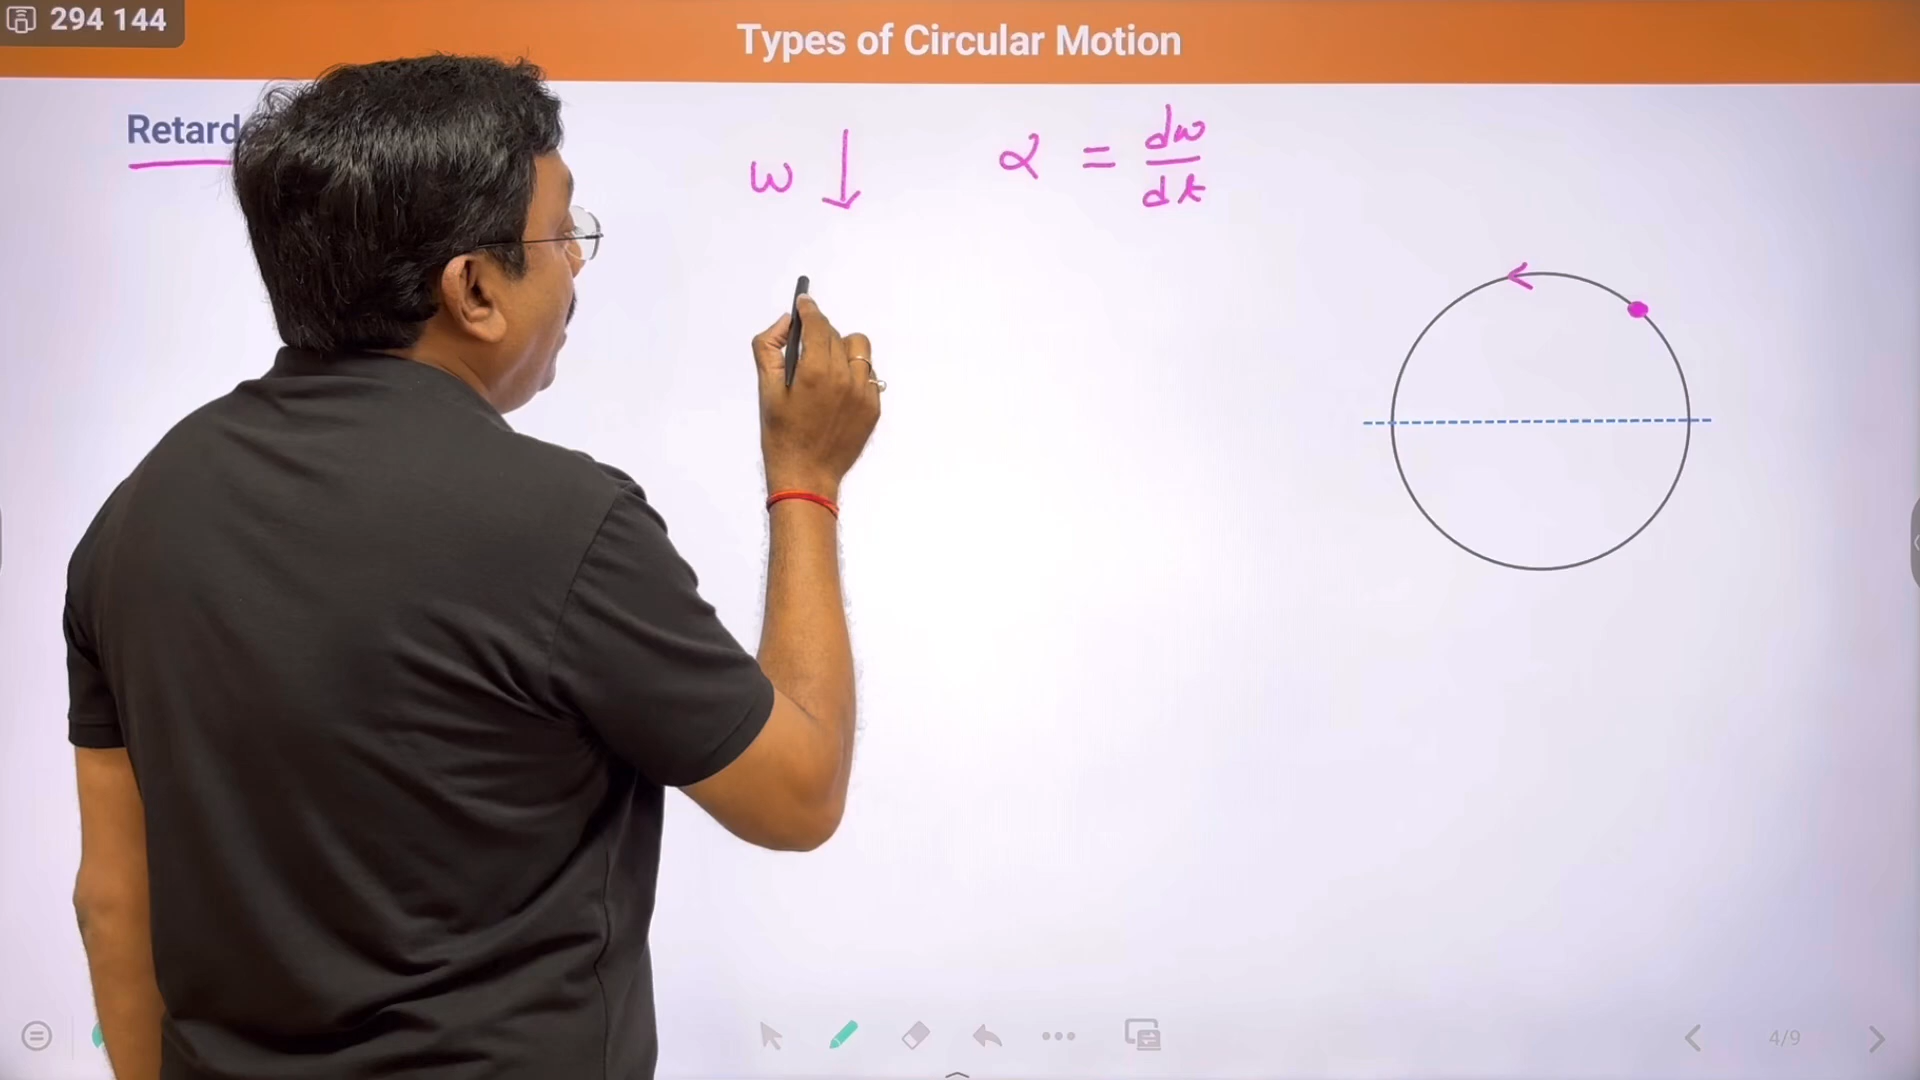 294 144
Types of Circular Motion
Retard
ω ↓ α = dω/dt
4/9